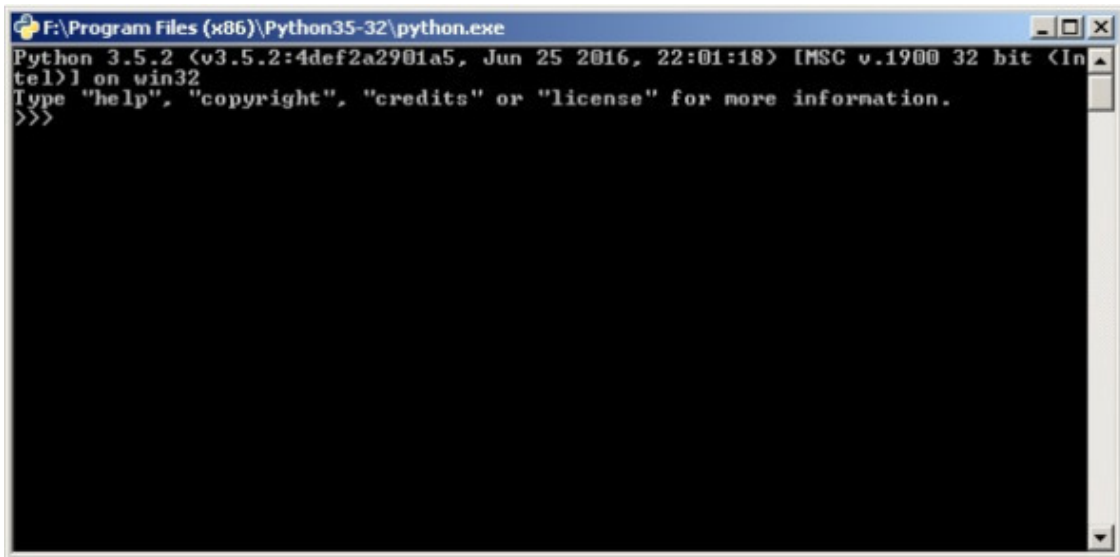 F:\Program Files (x86)\Python35-32\python.exe
Python 3.5.2 (v3.5.2:4def2a2901a5, Jun 25 2016, 22:01:18) [MSC v.1900 32 bit (In
tel)] on win32
Type "help", "copyright", "credits" or "license" for more information.
>>>